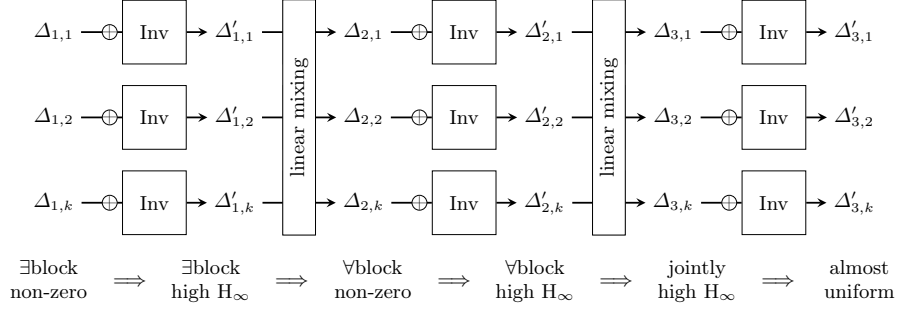 Δ1,1 ⊕ Inv Δ′1,1 Δ2,1 ⊕ Inv Δ′2,1 Δ3,1 ⊕ Inv Δ′3,1
linear mixing linear mixing
Δ1,2 ⊕ Inv Δ′1,2 Δ2,2 ⊕ Inv Δ′2,2 Δ3,2 ⊕ Inv Δ′3,2
Δ1,k ⊕ Inv Δ′1,k Δ2,k ⊕ Inv Δ′2,k Δ3,k ⊕ Inv Δ′3,k
∃block ∃block ∀block ∀block jointly almost
⟹ ⟹ ⟹ ⟹ ⟹
non-zero high H∞ non-zero high H∞ high H∞ uniform